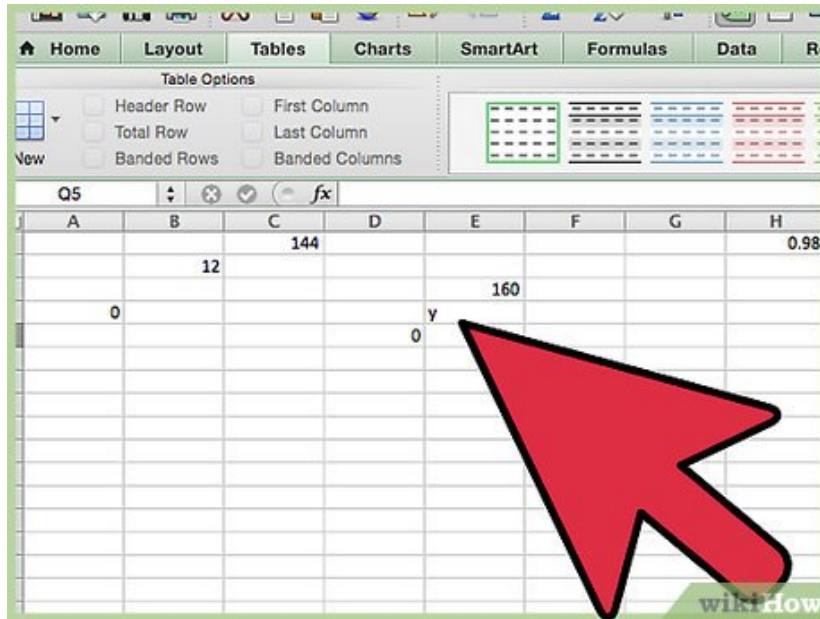 Home Layout Tables Charts SmartArt Formulas Data
Table Options
Header Row First Column
Total Row Last Column
New Banded Rows Banded Columns
Q5 fx
A B C D E F G H
144 0.98
12
160
0 y
0
wikiHow